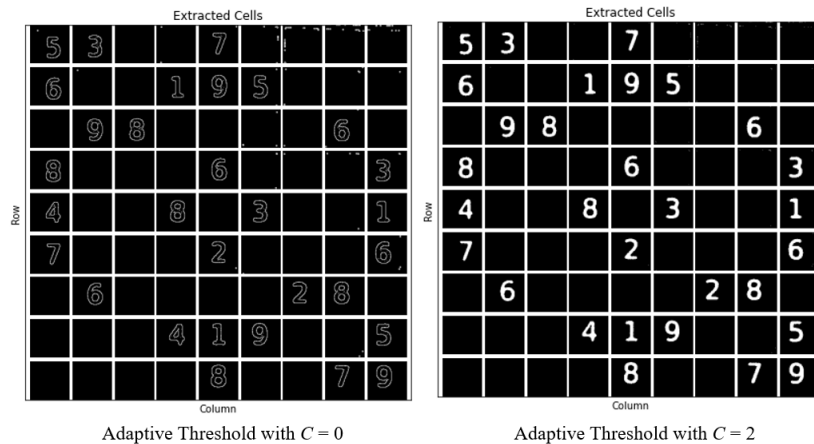 Extracted Cells
5 3 7
6 1 9 5
9 8 6
8 6 3
4 8 3 1
7 2 6
6 2 8
4 1 9 5
8 7 9
Row
Column
Adaptive Threshold with C = 0
Extracted Cells
5 3 7
6 1 9 5
9 8 6
8 6 3
4 8 3 1
7 2 6
6 2 8
4 1 9 5
8 7 9
Row
Column
Adaptive Threshold with C = 2